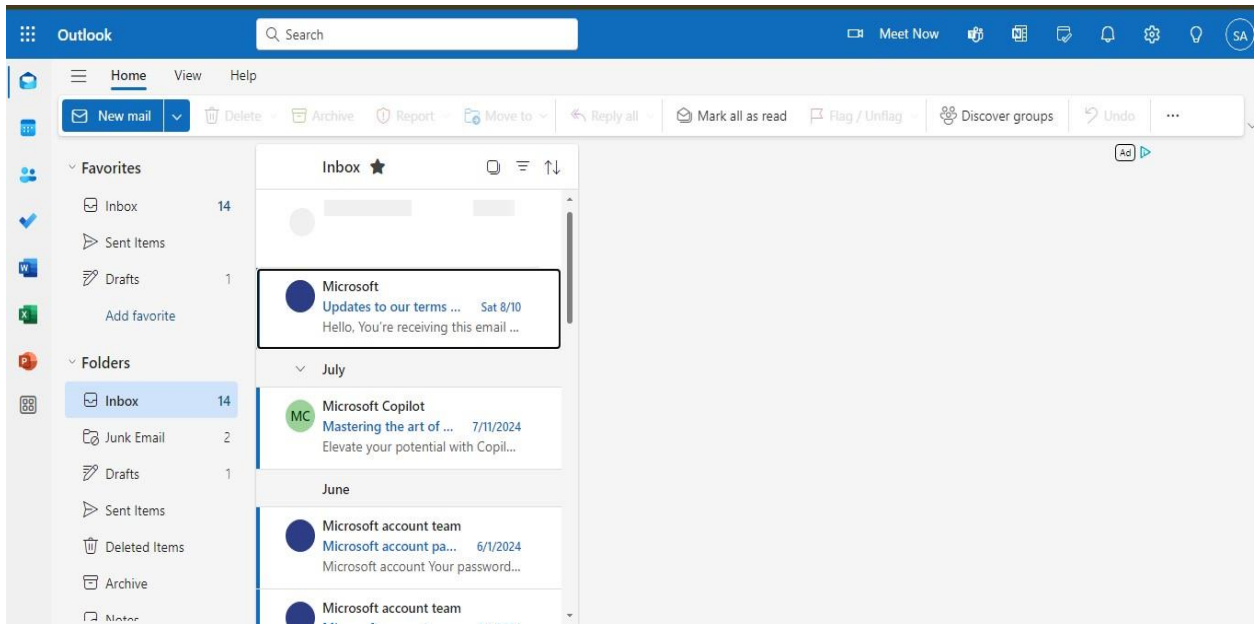 Outlook
Search
Meet Now
SA
Home View Help
New mail Delete Archive Report Move to Reply all Mark all as read Flag / Unflag Discover groups Undo ...
Ad
Favorites
Inbox 14
Sent Items
Drafts 1
Add favorite
Folders
Inbox 14
Junk Email 2
Drafts 1
Sent Items
Deleted Items
Archive
Notes
Inbox
Microsoft
Updates to our terms ... Sat 8/10
Hello, You're receiving this email ...
July
MC
Microsoft Copilot
Mastering the art of ... 7/11/2024
Elevate your potential with Copil...
June
Microsoft account team
Microsoft account pa... 6/1/2024
Microsoft account Your password...
Microsoft account team